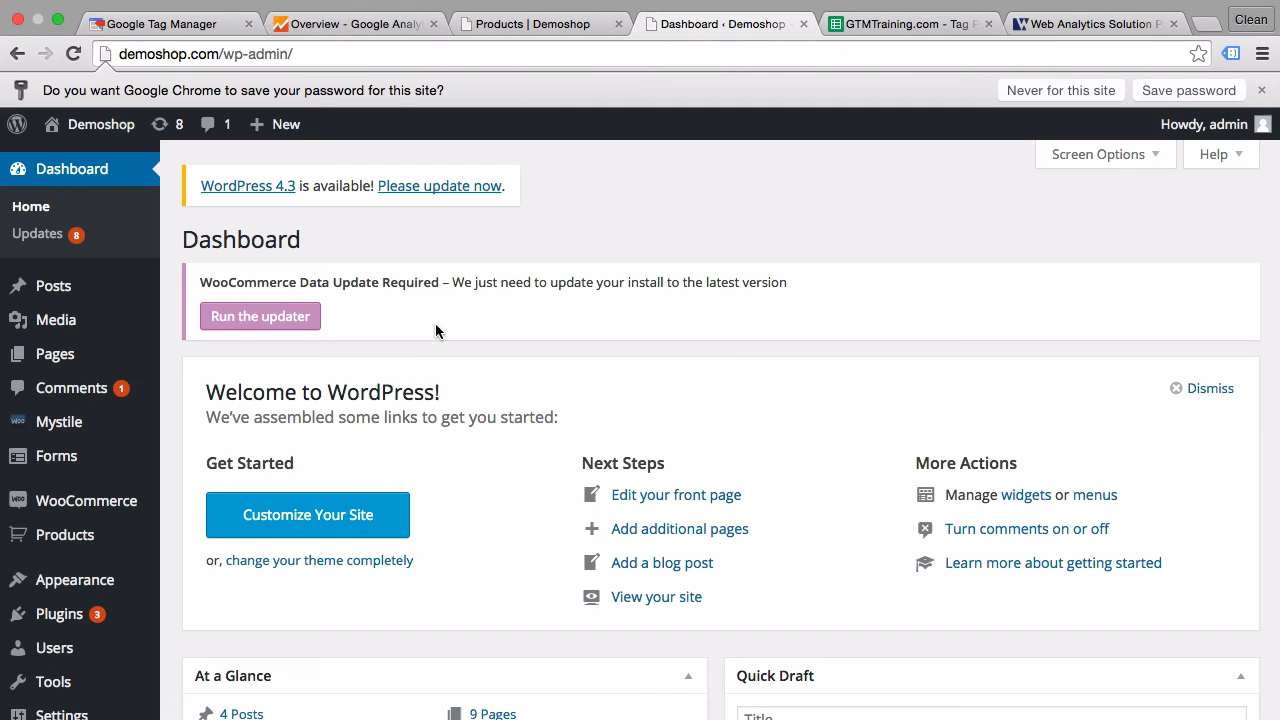 Google Tag Manager
Overview - Google Analy
Products | Demoshop
Dashboard ‹ Demoshop
GTMTraining.com - Tag P
Web Analytics Solution P
Clean
demoshop.com/wp-admin/
Do you want Google Chrome to save your password for this site?
Never for this site
Save password
Demoshop
8
1
New
Howdy, admin
Dashboard
Home
Updates 8
Posts
Media
Pages
Comments 1
Mystile
Forms
WooCommerce
Products
Appearance
Plugins 3
Users
Tools
Settings
Screen Options
Help
WordPress 4.3 is available! Please update now.
Dashboard
WooCommerce Data Update Required – We just need to update your install to the latest version
Run the updater
Welcome to WordPress!
We've assembled some links to get you started:
Dismiss
Get Started
Customize Your Site
or, change your theme completely
Next Steps
Edit your front page
Add additional pages
Add a blog post
View your site
More Actions
Manage widgets or menus
Turn comments on or off
Learn more about getting started
At a Glance
4 Posts
9 Pages
Quick Draft
Title